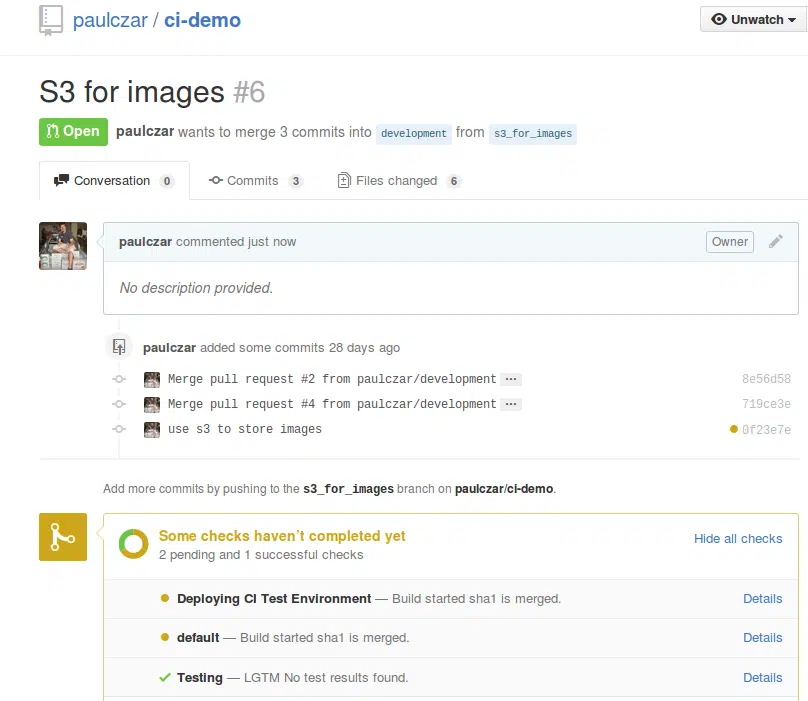 paulczar / ci-demo
Unwatch
S3 for images #6
Open paulczar wants to merge 3 commits into development from s3_for_images
Conversation 0 Commits 3 Files changed 6
paulczar commented just now Owner
No description provided.
paulczar added some commits 28 days ago
Merge pull request #2 from paulczar/development ... 8e56d58
Merge pull request #4 from paulczar/development ... 719ce3e
use s3 to store images 0f23e7e
Add more commits by pushing to the s3_for_images branch on paulczar/ci-demo.
Some checks haven't completed yet Hide all checks
2 pending and 1 successful checks
Deploying CI Test Environment — Build started sha1 is merged. Details
default — Build started sha1 is merged. Details
Testing — LGTM No test results found. Details